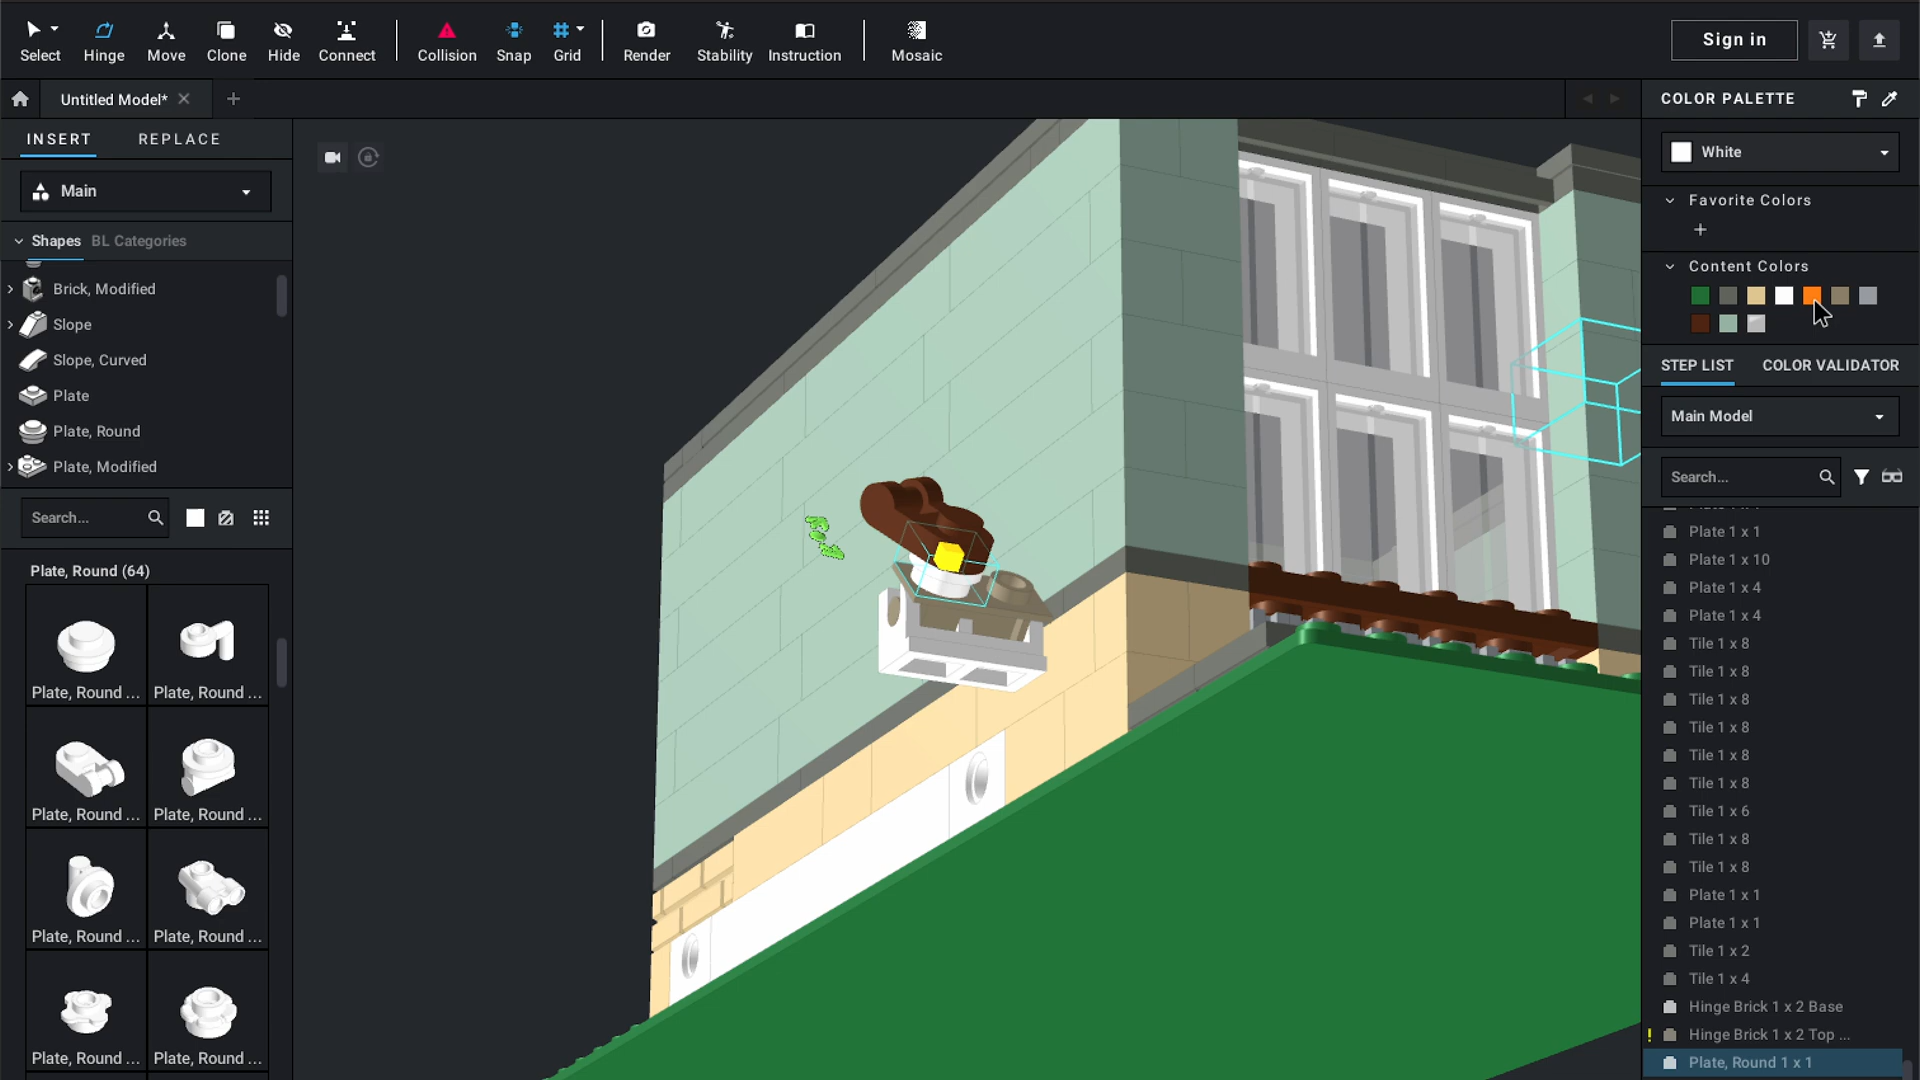 Select
Hinge
Move
Clone
Hide
Connect
Collision
Snap
Grid
Render
Stability
Instruction
Mosaic
Sign in
Untitled Model*
INSERT
REPLACE
Main
Shapes
BL Categories
Brick, Modified
Slope
Slope, Curved
Plate
Plate, Round
Plate, Modified
Search...
Plate, Round (64)
Plate, Round ...
Plate, Round ...
Plate, Round ...
Plate, Round ...
Plate, Round ...
Plate, Round ...
Plate, Round ...
Plate, Round ...
COLOR PALETTE
White
Favorite Colors
Content Colors
STEP LIST
COLOR VALIDATOR
Main Model
Search...
Plate 1 x 1
Plate 1 x 10
Plate 1 x 4
Plate 1 x 4
Tile 1 x 8
Tile 1 x 8
Tile 1 x 8
Tile 1 x 8
Tile 1 x 8
Tile 1 x 8
Tile 1 x 6
Tile 1 x 8
Tile 1 x 8
Plate 1 x 1
Plate 1 x 1
Tile 1 x 2
Tile 1 x 4
Hinge Brick 1 x 2 Base
! Hinge Brick 1 x 2 Top ...
Plate, Round 1 x 1